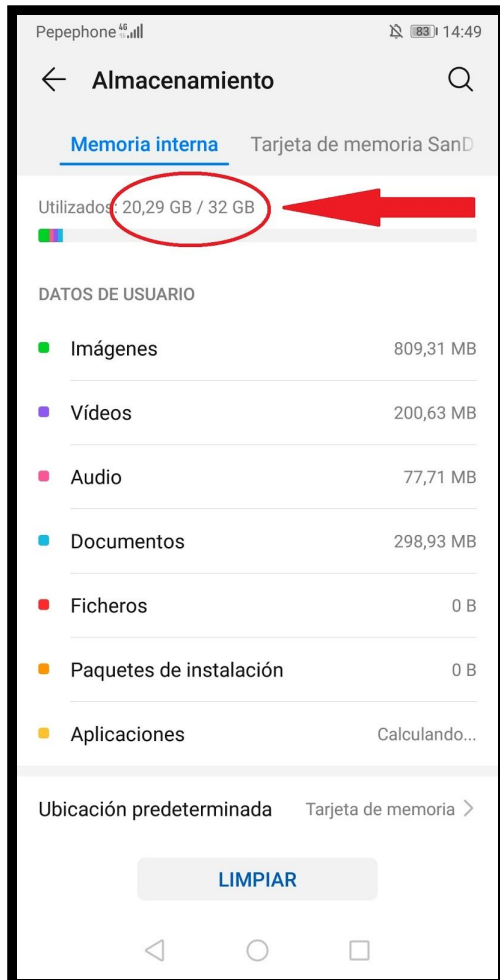 Pepephone 4G 83 14:49
Almacenamiento
Memoria interna Tarjeta de memoria SanD
Utilizados: 20,29 GB / 32 GB
DATOS DE USUARIO
Imágenes 809,31 MB
Vídeos 200,63 MB
Audio 77,71 MB
Documentos 298,93 MB
Ficheros 0 B
Paquetes de instalación 0 B
Aplicaciones Calculando...
Ubicación predeterminada Tarjeta de memoria
LIMPIAR